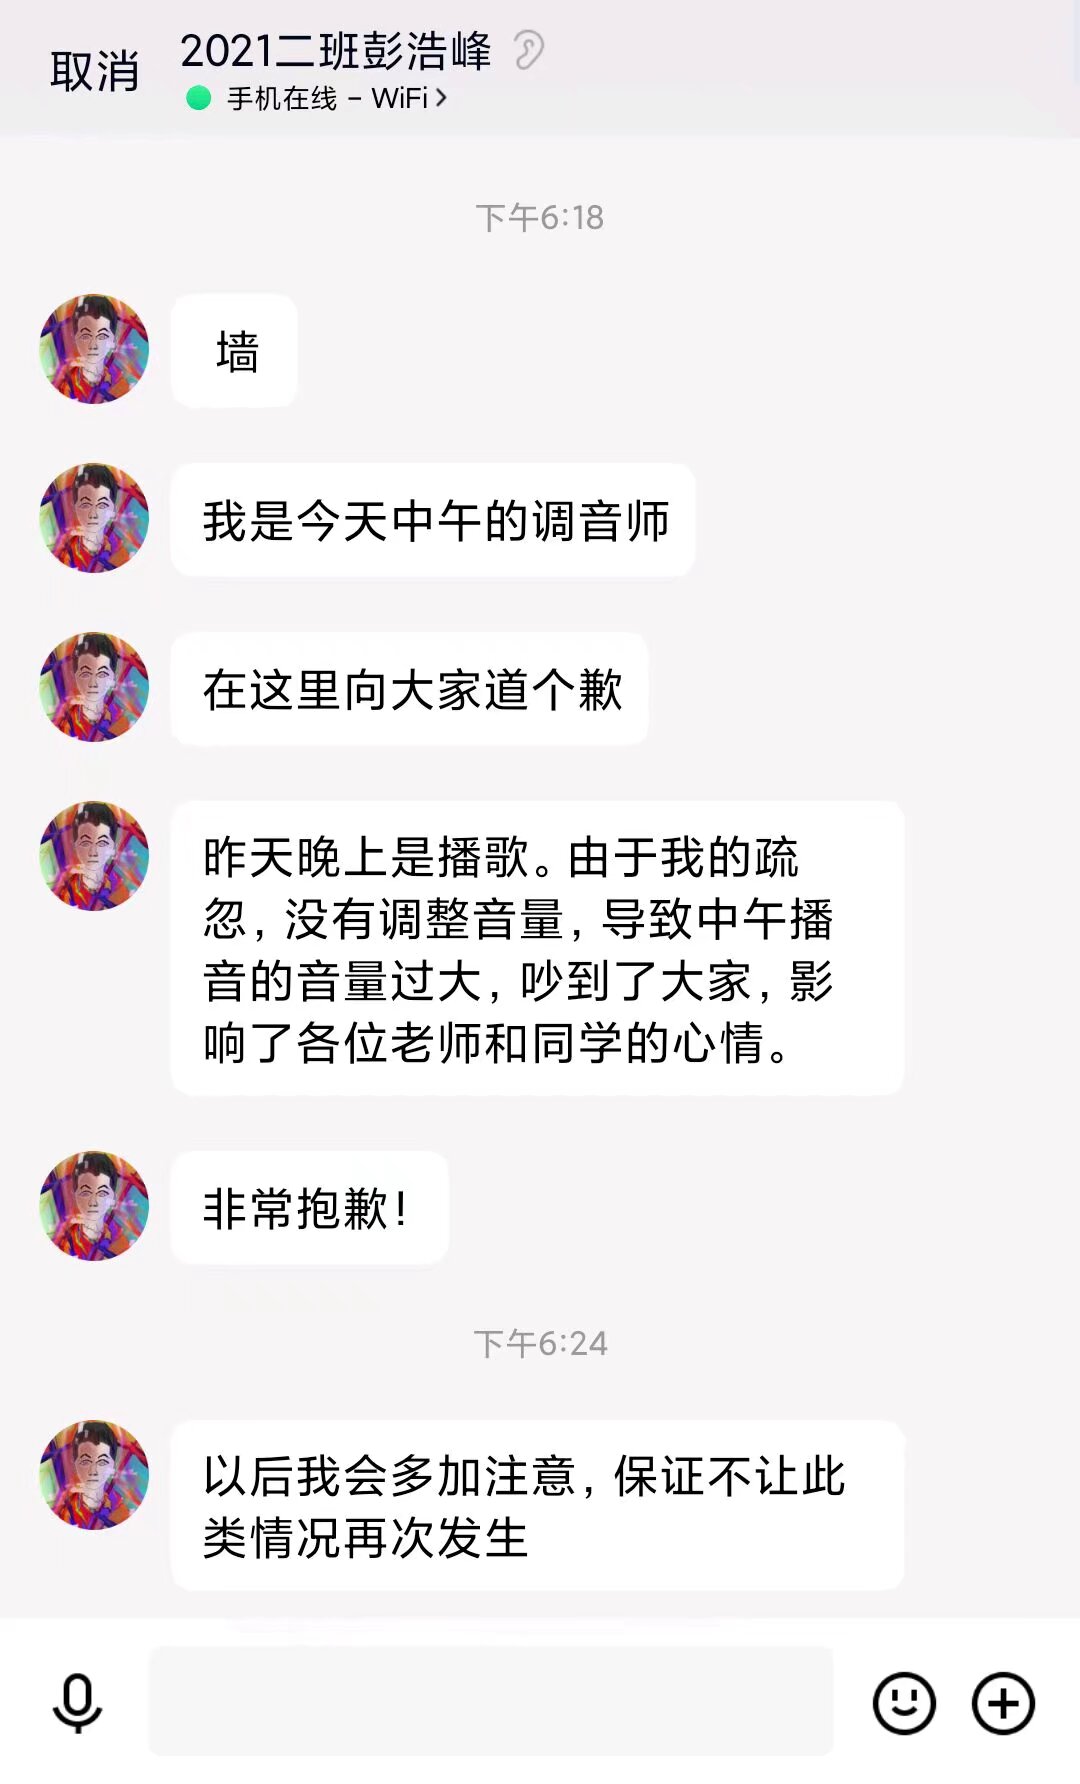 取消
2021二班彭浩峰
手机在线 - WiFi
下午6:18
墙
我是今天中午的调音师
在这里向大家道个歉
昨天晚上是播歌。由于我的疏
忽，没有调整音量，导致中午播
音的音量过大，吵到了大家，影
响了各位老师和同学的心情。
非常抱歉！
下午6:24
以后我会多加注意，保证不让此
类情况再次发生